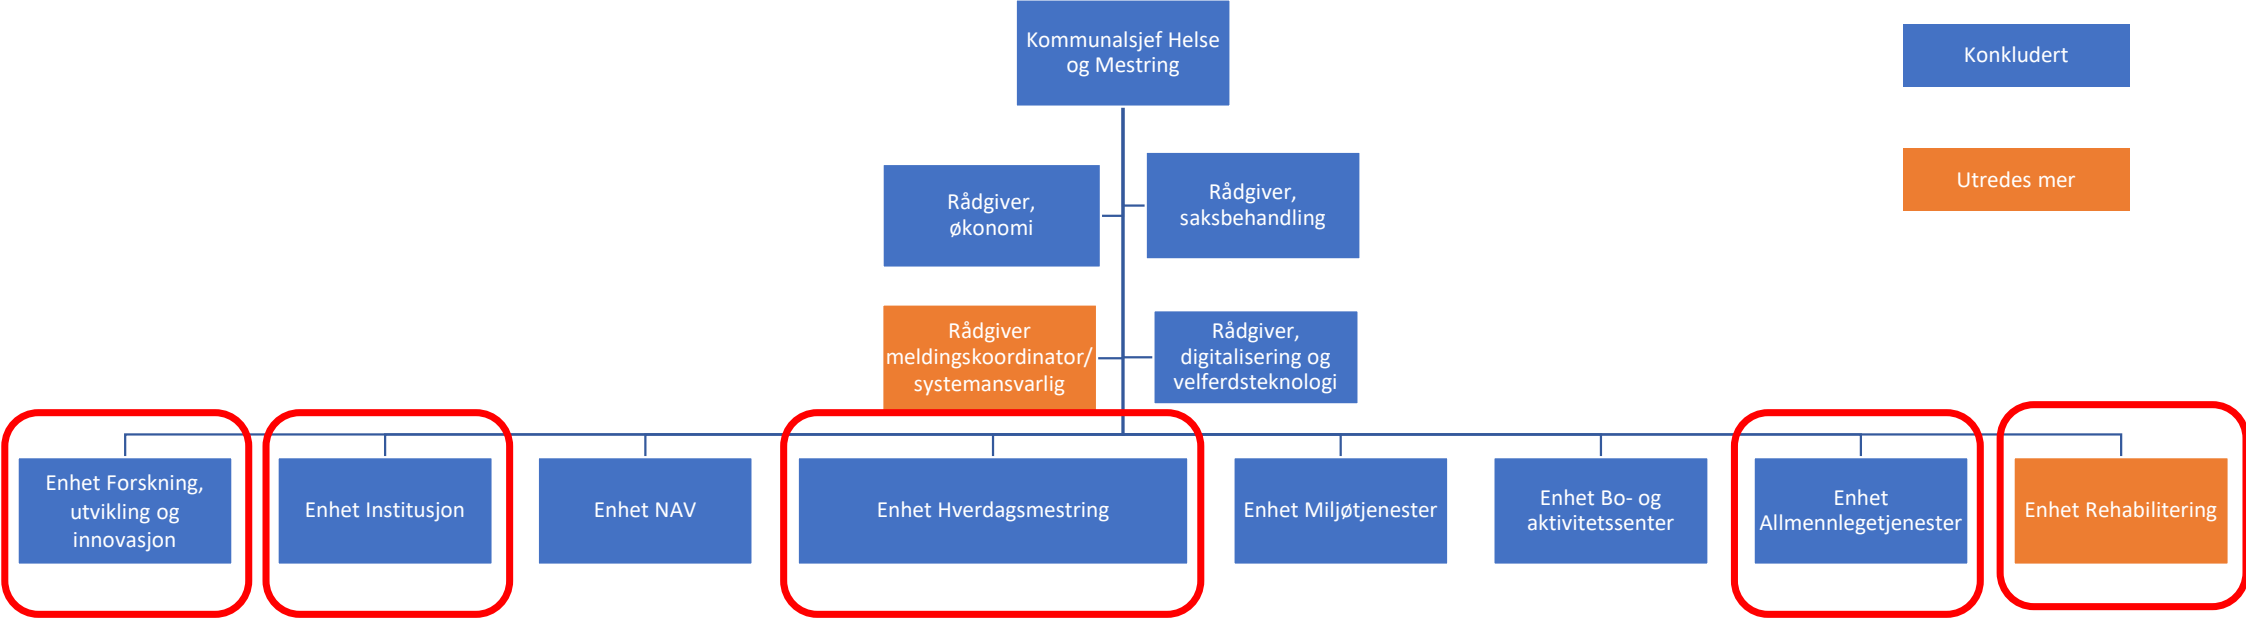 Kommunalsjef Helse
og Mestring
Konkludert
Utredes mer
Rådgiver,
økonomi
Rådgiver,
saksbehandling
Rådgiver
meldingskoordinator/
systemansvarlig
Rådgiver,
digitalisering og
velferdsteknologi
Enhet Forskning,
utvikling og
innovasjon
Enhet Institusjon
Enhet NAV
Enhet Hverdagsmestring
Enhet Miljøtjenester
Enhet Bo- og
aktivitetssenter
Enhet
Allmennlegetjenester
Enhet Rehabilitering